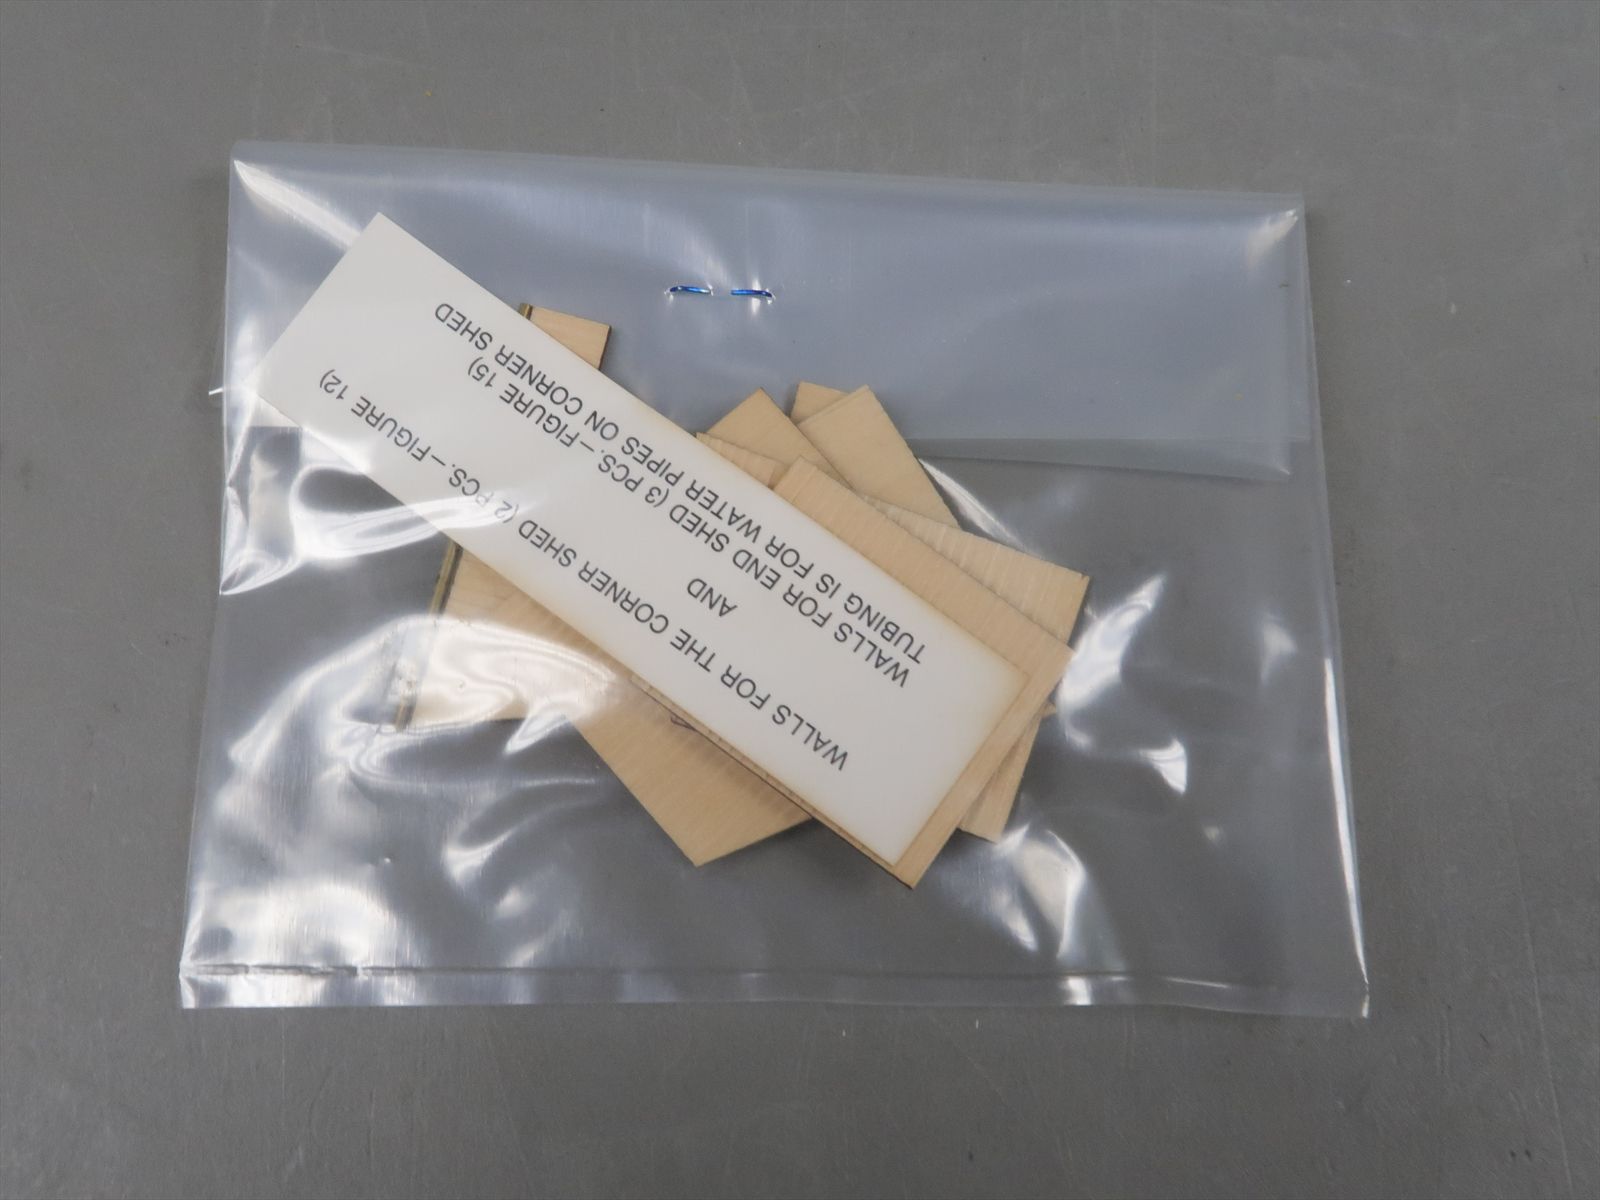 WALLS FOR THE CORNER SHED (2 PCS.—FIGURE 12)
AND
WALLS FOR END SHED (3 PCS.—FIGURE 15)
TUBING IS FOR WATER PIPES ON CORNER SHED